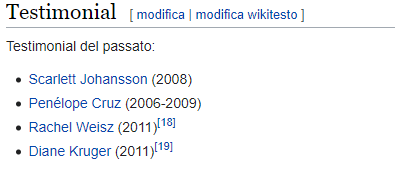 Testimonial [ modifica | modifica wikitesto ]
Testimonial del passato:
Scarlett Johansson (2008)
Penélope Cruz (2006-2009)
Rachel Weisz (2011)[18]
Diane Kruger (2011)[19]